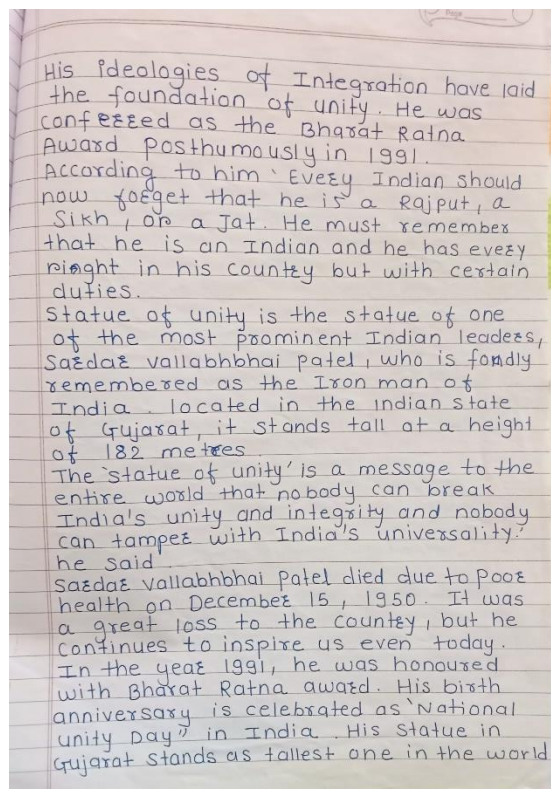 His ideologies of Integration have laid
the foundation of unity. He was
conferred as the Bharat Ratna
Award posthumously in 1991.
According to him 'Every Indian should
now forget that he is a Rajput, a
Sikh, or a Jat. He must remember
that he is an Indian and he has every
right in his country but with certain
duties.
Statue of unity is the statue of one
of the most prominent Indian leaders,
Sardar vallabhbhai patel, who is fondly
remembered as the Iron man of
India. located in the indian state
of Gujarat, it stands tall at a height
of 182 metres
The 'statue of unity' is a message to the
entire world that nobody can break
India's unity and integrity and nobody
can tamper with India's universality.'
he said.
Sardar vallabhbhai patel died due to poor
health on December 15, 1950. It was
a great loss to the country, but he
continues to inspire us even today.
In the year 1991, he was honoured
with Bharat Ratna award. His birth
anniversary is celebrated as 'National
unity Day" in India. His statue in
Gujarat stands as tallest one in the world